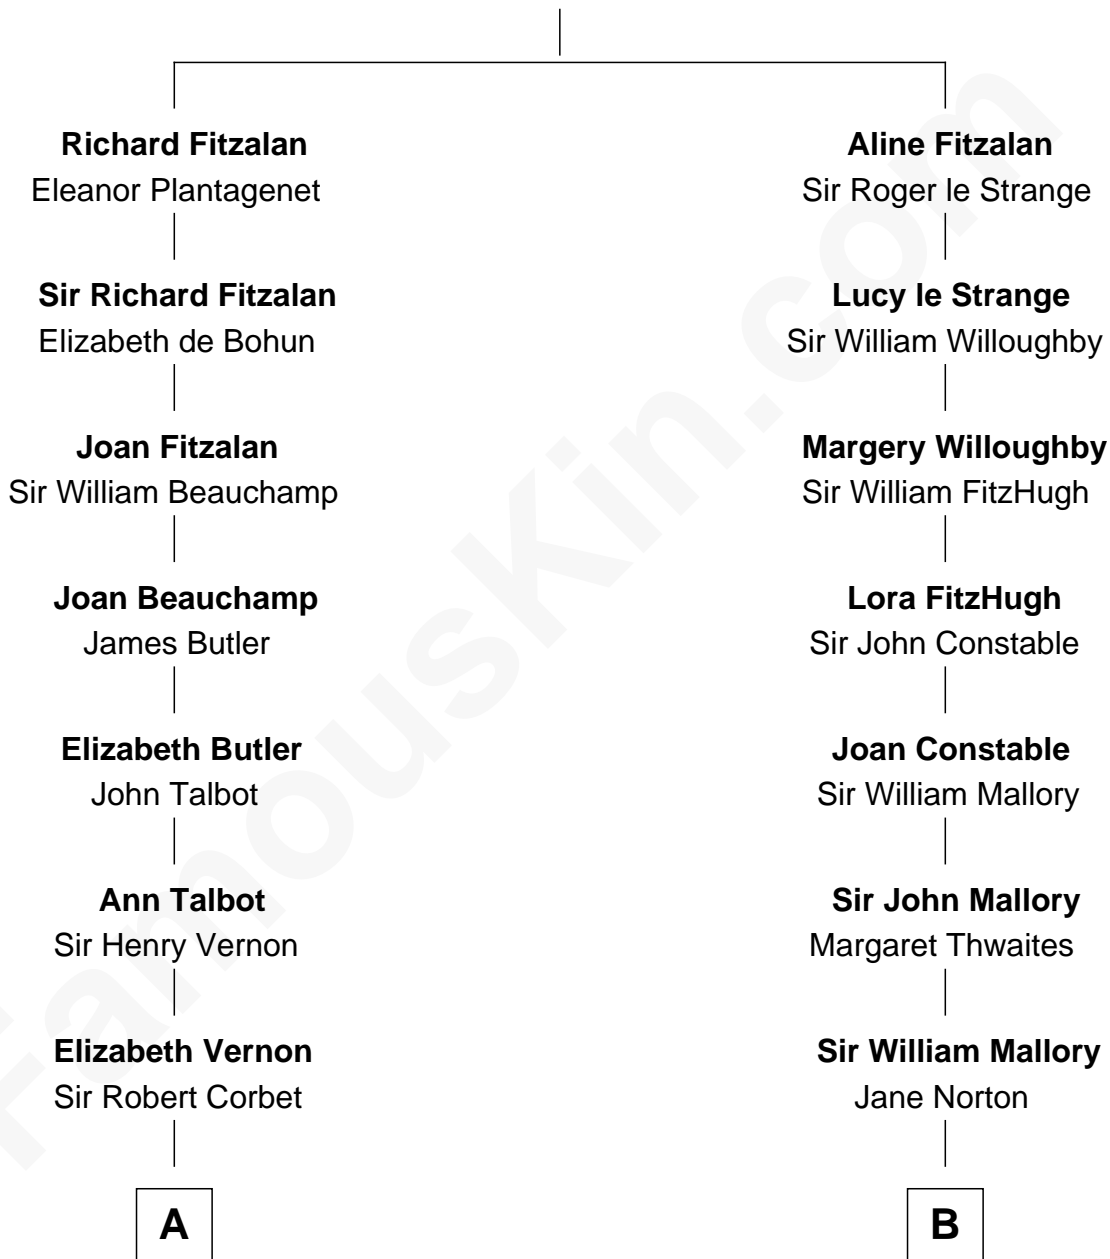 Richard Fitzalan
Eleanor Plantagenet
Sir Richard Fitzalan
Elizabeth de Bohun
Joan Fitzalan
Sir William Beauchamp
Joan Beauchamp
James Butler
Elizabeth Butler
John Talbot
Ann Talbot
Sir Henry Vernon
Elizabeth Vernon
Sir Robert Corbet
A
Aline Fitzalan
Sir Roger le Strange
Lucy le Strange
Sir William Willoughby
Margery Willoughby
Sir William FitzHugh
Lora FitzHugh
Sir John Constable
Joan Constable
Sir William Mallory
Sir John Mallory
Margaret Thwaites
Sir William Mallory
Jane Norton
B
FamousKin.com